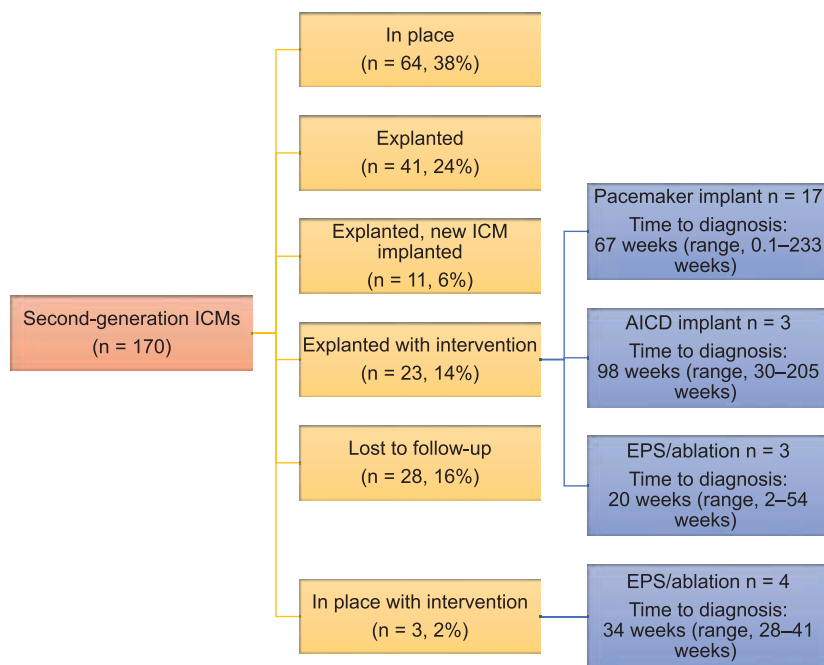 Second-generation ICMs
(n = 170)
In place
(n = 64, 38%)
Explanted
(n = 41, 24%)
Explanted, new ICM
implanted
(n = 11, 6%)
Explanted with intervention
(n = 23, 14%)
Lost to follow-up
(n = 28, 16%)
In place with intervention
(n = 3, 2%)
Pacemaker implant n = 17
Time to diagnosis:
67 weeks (range, 0.1–233
weeks)
AICD implant n = 3
Time to diagnosis:
98 weeks (range, 30–205
weeks)
EPS/ablation n = 3
Time to diagnosis:
20 weeks (range, 2–54
weeks)
EPS/ablation n = 4
Time to diagnosis:
34 weeks (range, 28–41
weeks)